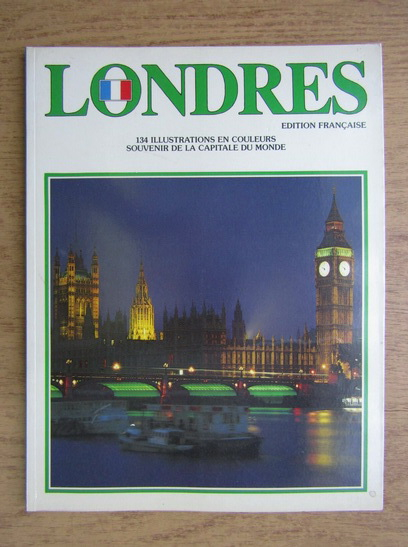 LONDRES
EDITION FRANÇAISE
134 ILLUSTRATIONS EN COULEURS
SOUVENIR DE LA CAPITALE DU MONDE